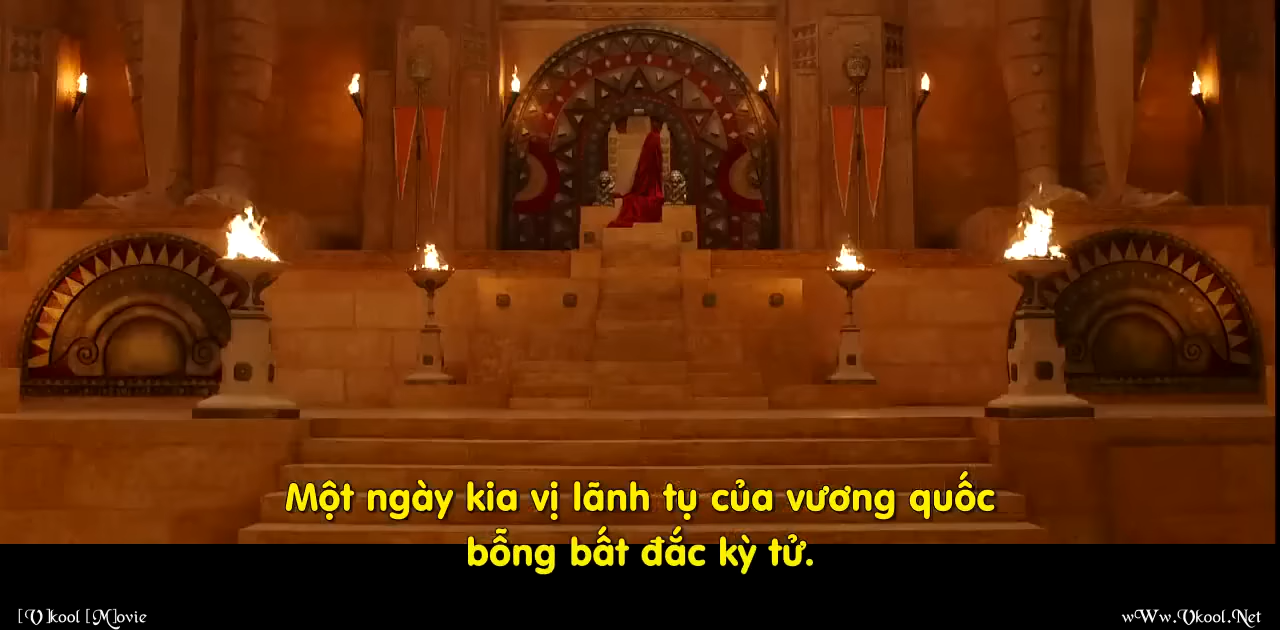 Một ngày kia vị lãnh tụ của vương quốc
bỗng bất đắc kỳ tử.
[V]kool [M]ovie
wWw.Vkool.Net